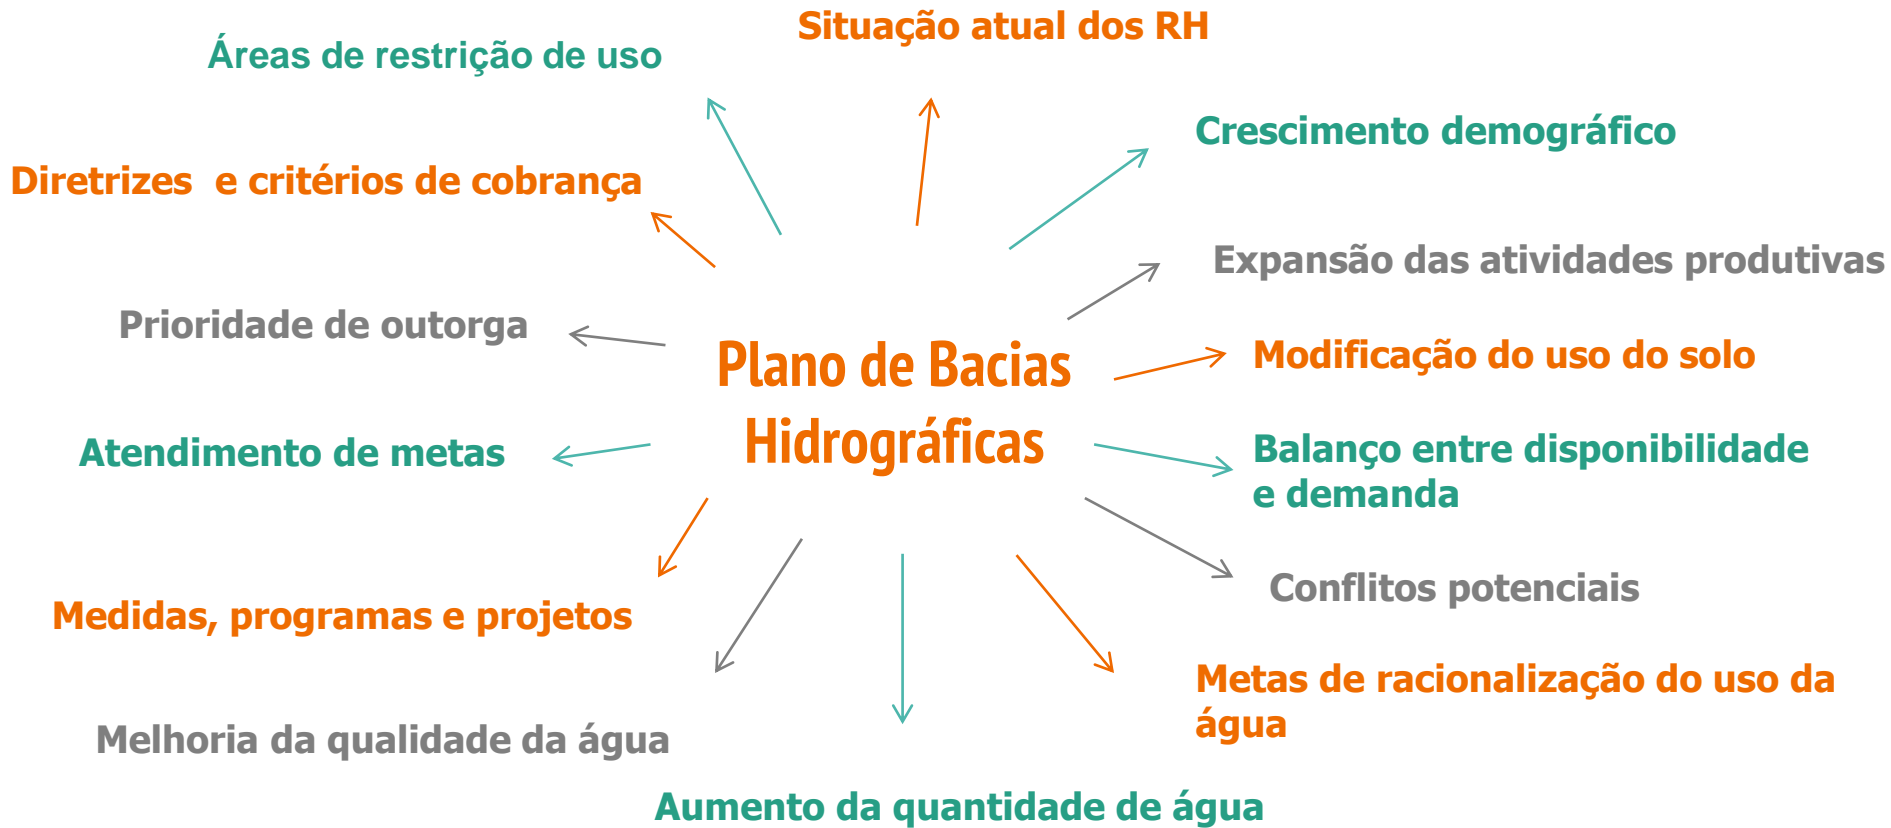 Situação atual dos RH
Áreas de restrição de uso
Crescimento demográfico
Diretrizes  e critérios de cobrança
Expansão das atividades produtivas
Prioridade de outorga
Plano de Bacias
Hidrográficas
Modificação do uso do solo
Atendimento de metas
Balanço entre disponibilidade
e demanda
Conflitos potenciais
Medidas, programas e projetos
Metas de racionalização do uso da
água
Melhoria da qualidade da água
Aumento da quantidade de água